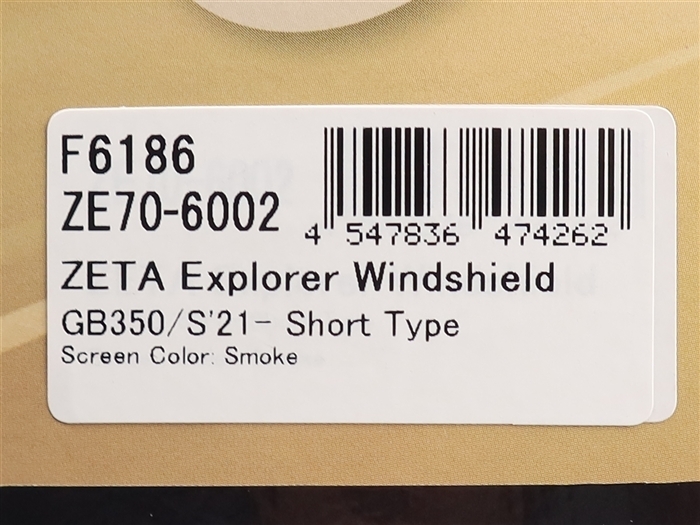 F6186
ZE70-6002
4 547836 474262
ZETA Explorer Windshield
GB350/S'21- Short Type
Screen Color: Smoke